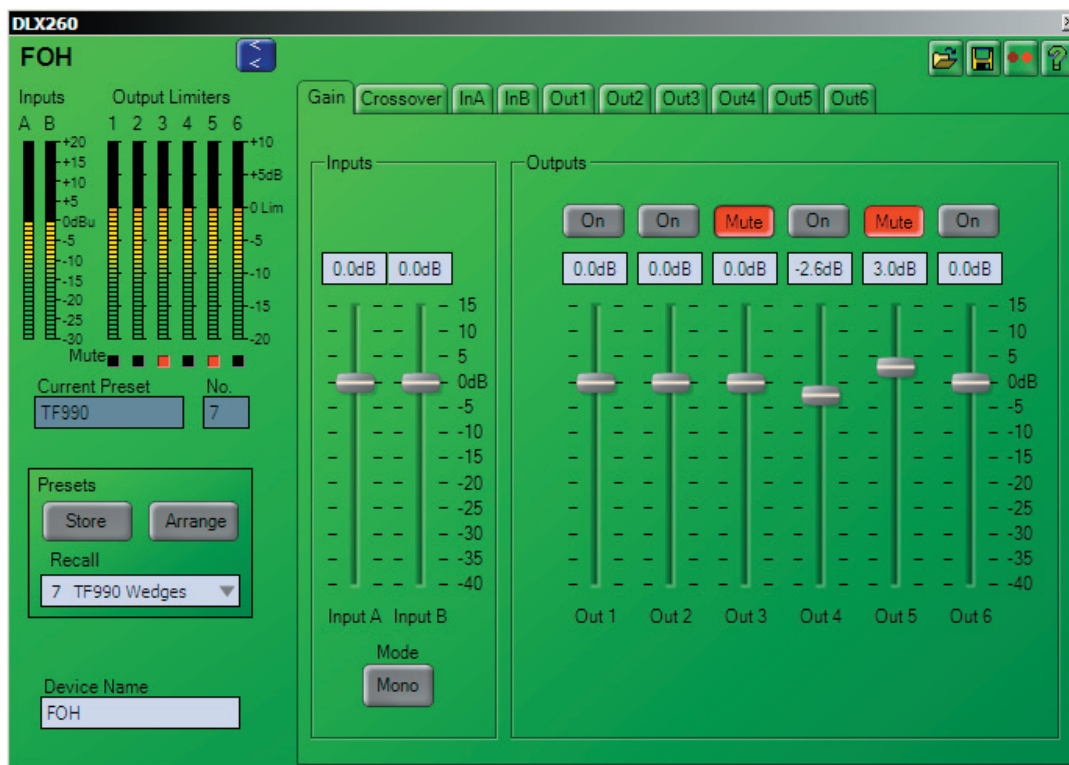 DLX260
FOH
Inputs Output Limiters
A B 1 2 3 4 5 6
+20
+15
+10
+5
0dBu
-5
-10
-15
-20
-25
-30
+10
+5dB
0 Lim
-5
-10
-15
-20
Mute
Current Preset No.
TF990 7
Presets
Store Arrange
Recall
7 TF990 Wedges
Device Name
FOH
Gain Crossover InA InB Out1 Out2 Out3 Out4 Out5 Out6
Inputs
0.0dB 0.0dB
15
10
5
0dB
-5
-10
-15
-20
-25
-30
-35
-40
Input A Input B
Mode
Mono
Outputs
On On Mute On Mute On
0.0dB 0.0dB 0.0dB -2.6dB 3.0dB 0.0dB
15
10
5
0dB
-5
-10
-15
-20
-25
-30
-35
-40
Out 1 Out 2 Out 3 Out 4 Out 5 Out 6